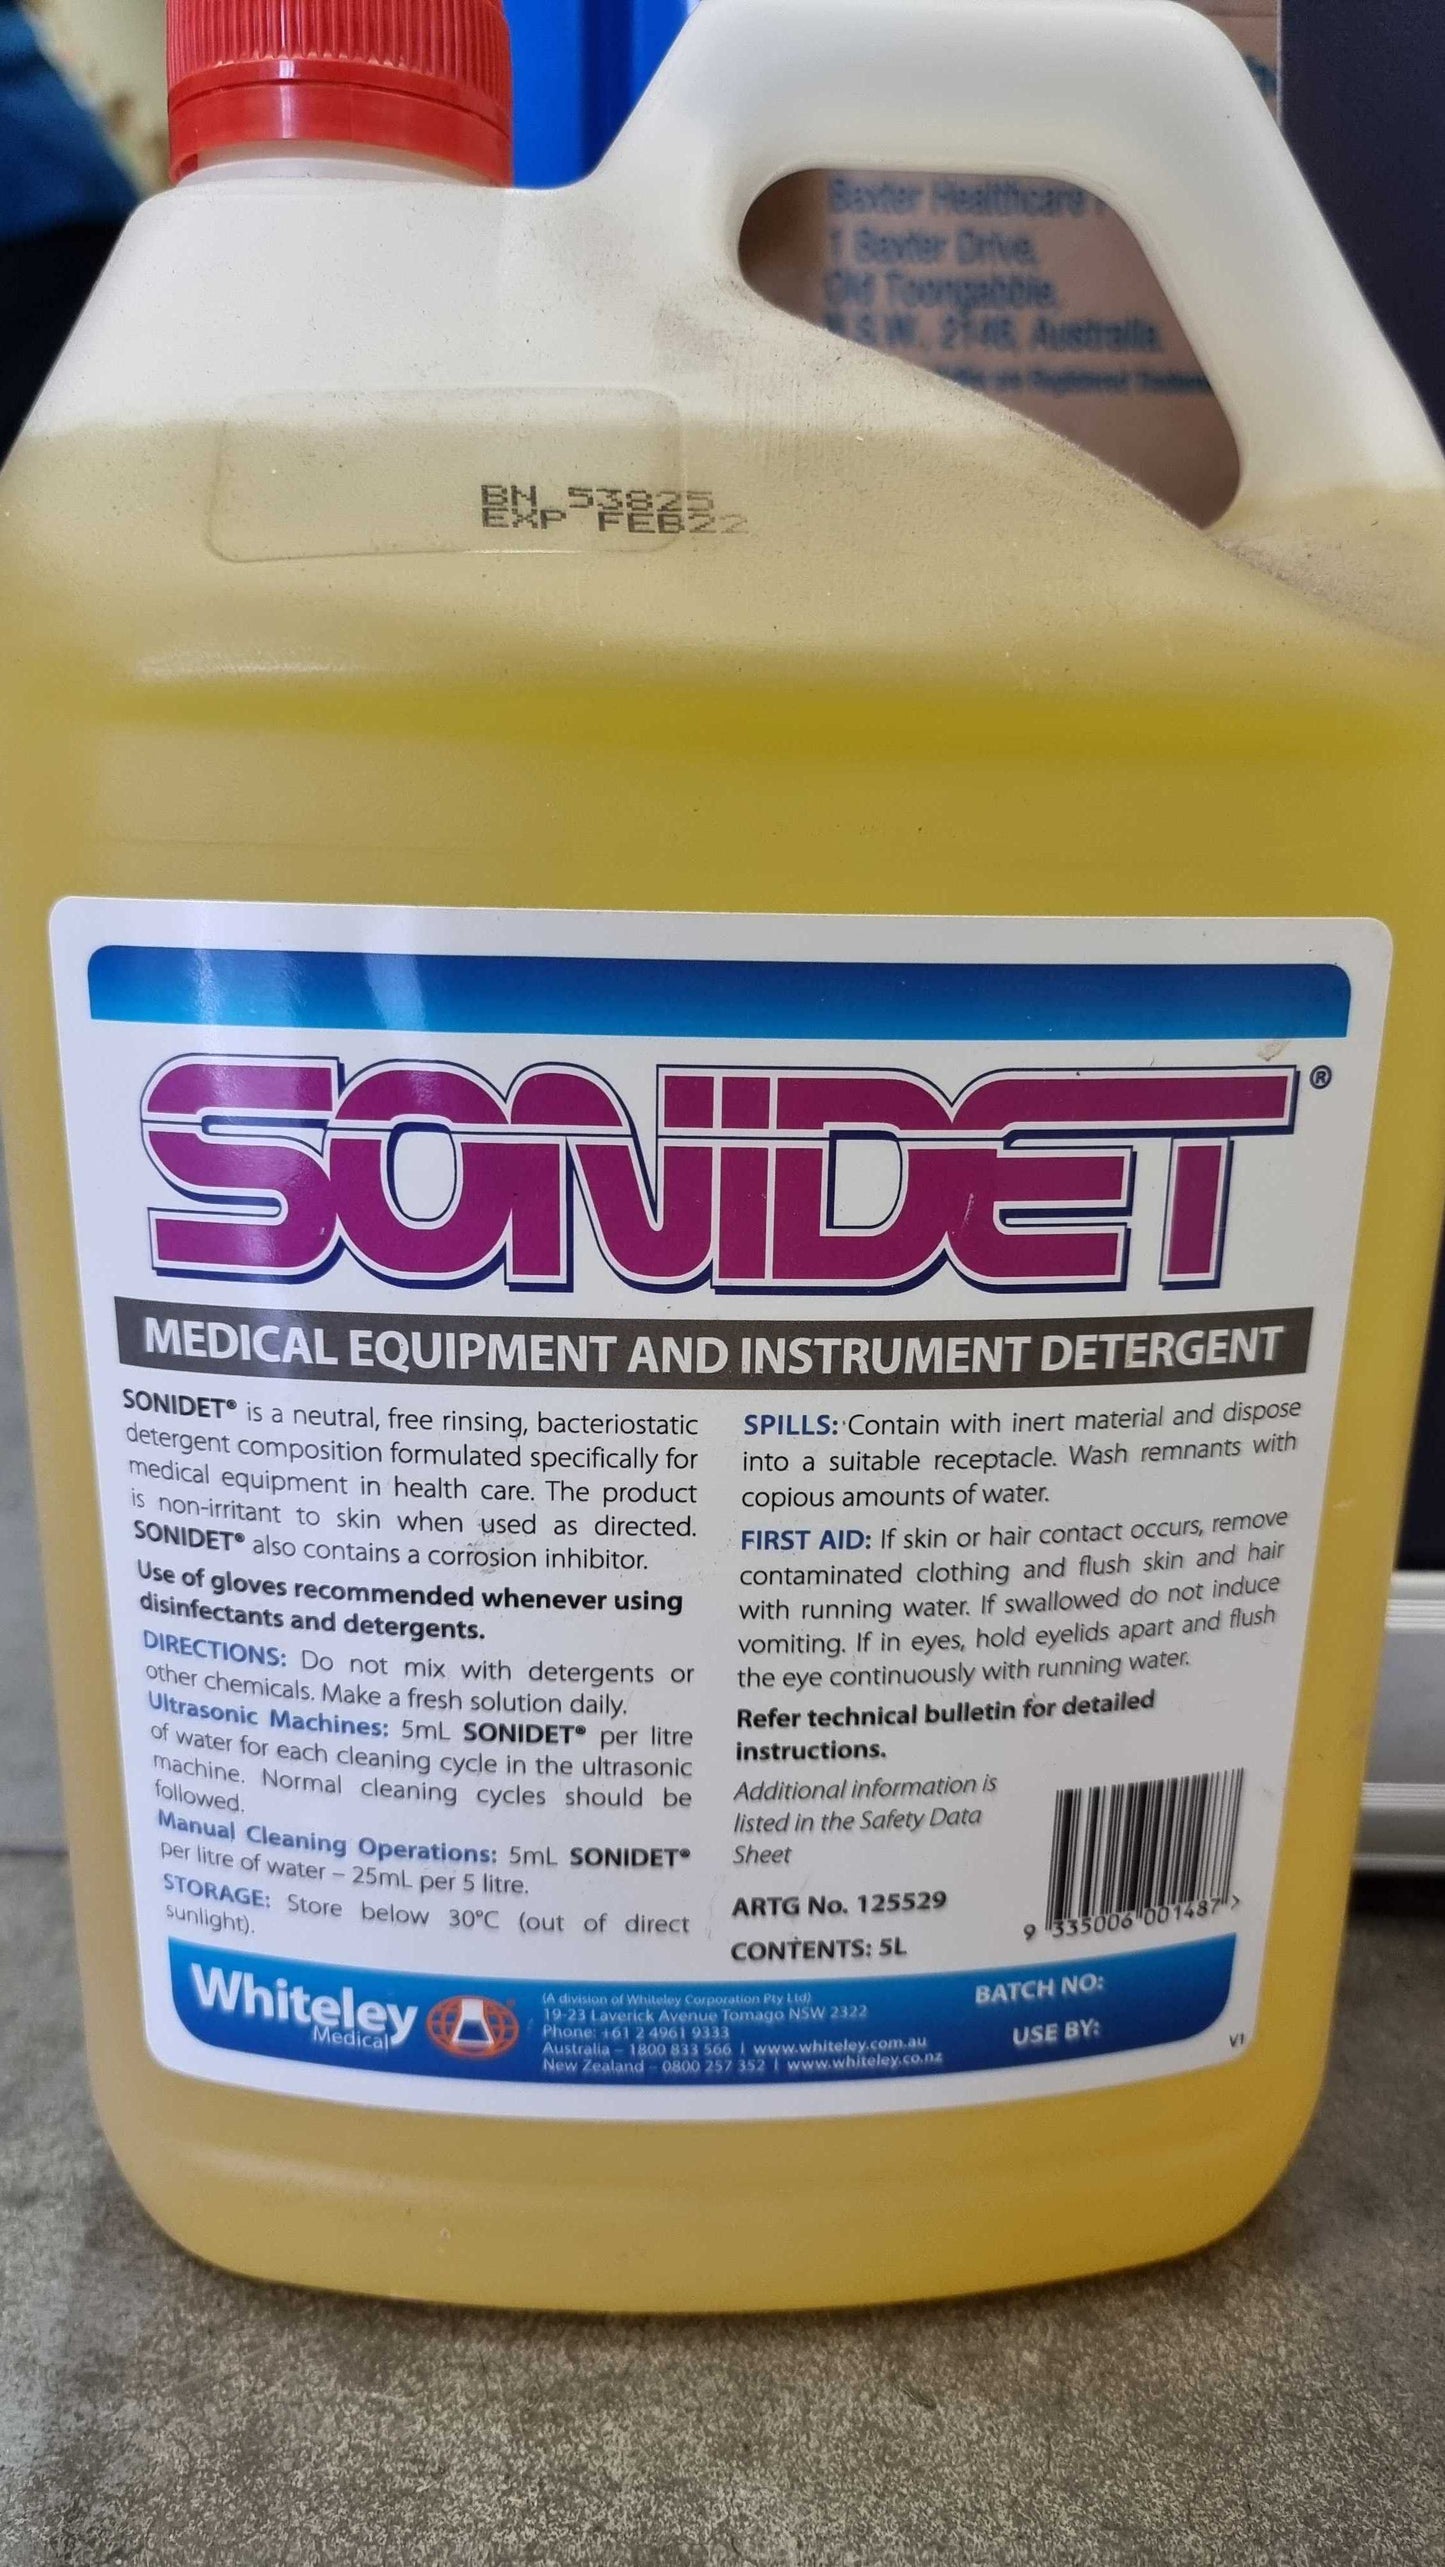 Baxter Healthcare
1 Baxter Drive,
Old Toongabbie,
N.S.W., 2146, Australia
BN 53825
EXP FEB22
SONIDET®
MEDICAL EQUIPMENT AND INSTRUMENT DETERGENT
SONIDET® is a neutral, free rinsing, bacteriostatic
detergent composition formulated specifically for
medical equipment in health care. The product
is non-irritant to skin when used as directed.
SONIDET® also contains a corrosion inhibitor.
Use of gloves recommended whenever using
disinfectants and detergents.
DIRECTIONS: Do not mix with detergents or
other chemicals. Make a fresh solution daily.
Ultrasonic Machines: 5mL SONIDET® per litre
of water for each cleaning cycle in the ultrasonic
machine. Normal cleaning cycles should be
followed.
Manual Cleaning Operations: 5mL SONIDET®
per litre of water – 25mL per 5 litre.
STORAGE: Store below 30°C (out of direct
sunlight).
SPILLS: Contain with inert material and dispose
into a suitable receptacle. Wash remnants with
copious amounts of water.
FIRST AID: If skin or hair contact occurs, remove
contaminated clothing and flush skin and hair
with running water. If swallowed do not induce
vomiting. If in eyes, hold eyelids apart and flush
the eye continuously with running water.
Refer technical bulletin for detailed
instructions.
Additional information is
listed in the Safety Data
Sheet
ARTG No. 125529
CONTENTS: 5L
9 335006 001487 >
Whiteley
Medical
(A division of Whiteley Corporation Pty Ltd)
19-23 Laverick Avenue Tomago NSW 2322
Phone: +61 2 4961 9333
Australia – 1800 833 566 | www.whiteley.com.au
New Zealand – 0800 257 352 | www.whiteley.co.nz
BATCH NO:
USE BY:
V1